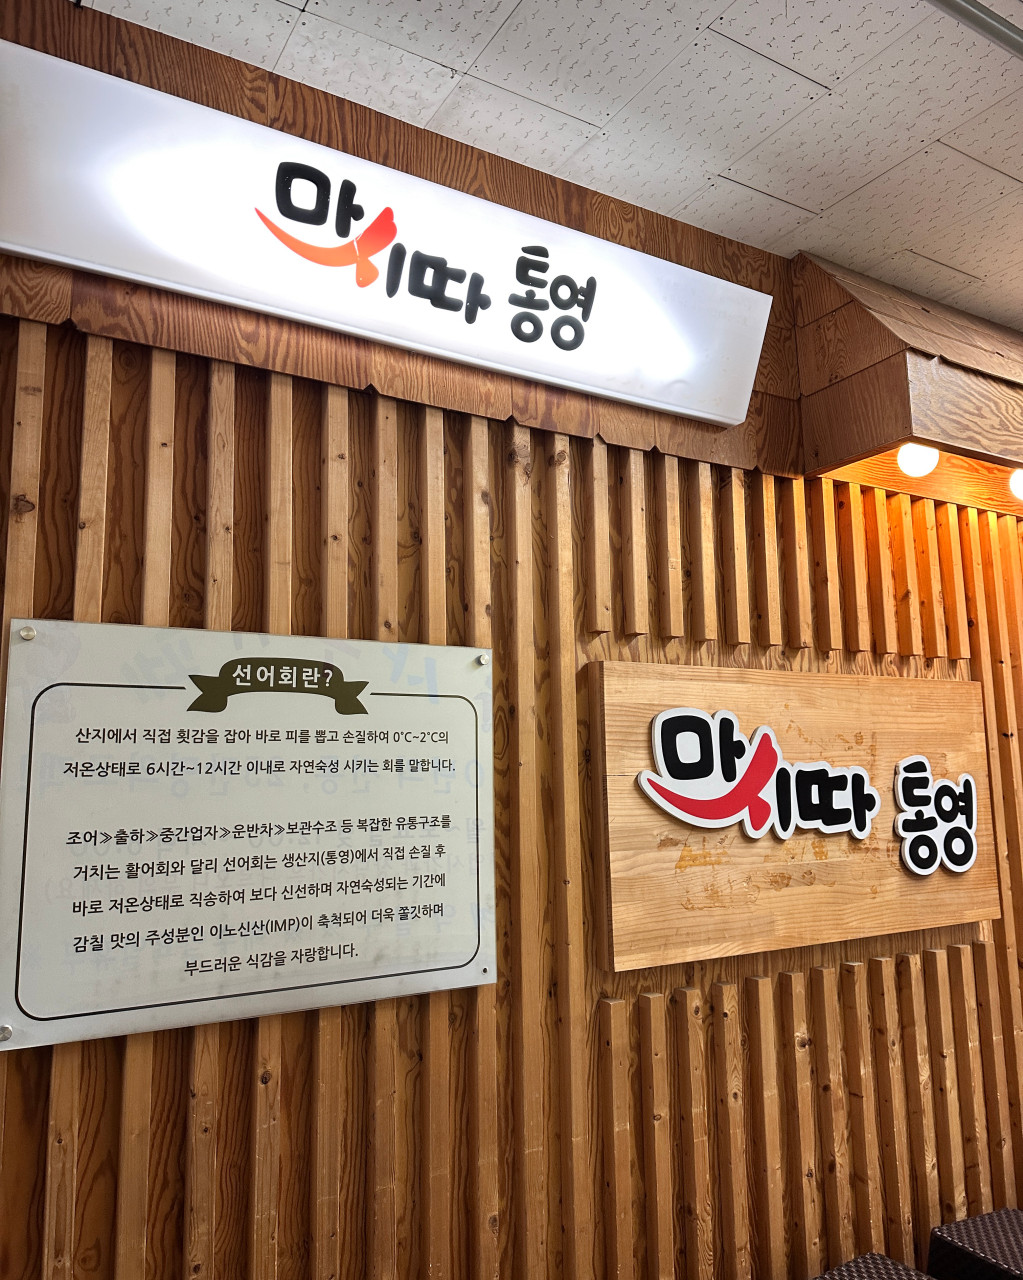 마시따 통영
선어회란?
산지에서 직접 횟감을 잡아 바로 피를 뽑고 손질하여 0°C~2°C의
저온상태로 6시간~12시간 이내로 자연숙성 시키는 회를 말합니다.
조어≫출하≫중간업자≫운반차≫보관수조 등 복잡한 유통구조를
거치는 활어회와 달리 선어회는 생산지(통영)에서 직접 손질 후
바로 저온상태로 직송하여 보다 신선하며 자연숙성되는 기간에
감칠 맛의 주성분인 이노신산(IMP)이 축척되어 더욱 쫄깃하며
부드러운 식감을 자랑합니다.
마시따 통영